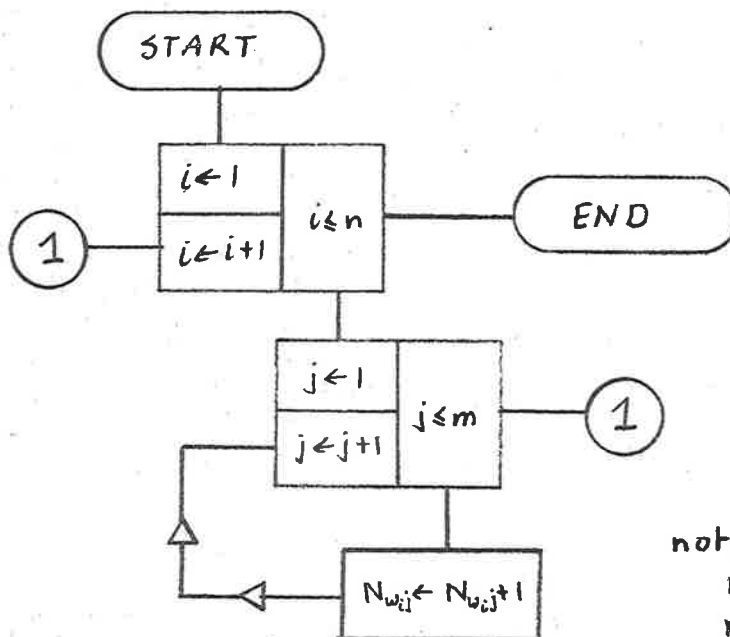 START
i←1
i≤n
END
1
i←i+1
j←1
j≤m
1
j←j+1
not
N_{w_{ij}}←N_{w_{ij}}+1